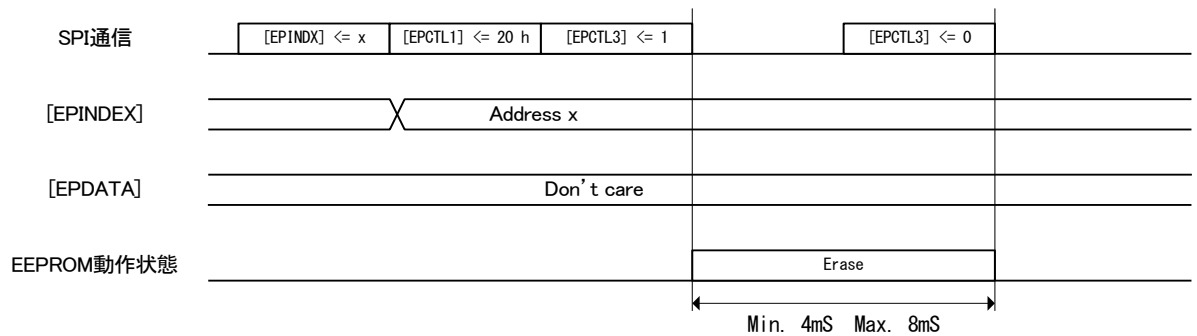 SPI通信
[EPINDX] <= x
[EPCTL1] <= 20 h
[EPCTL3] <= 1
[EPCTL3] <= 0
[EPINDEX]
Address x
[EPDATA]
Don't care
EEPROM動作状態
Erase
Min. 4mS Max. 8mS